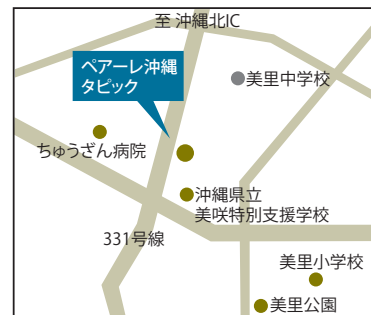 至 沖縄北IC
ペアーレ沖縄
タピック
美里中学校
ちゅうざん病院
沖縄県立
美咲特別支援学校
331号線
美里小学校
美里公園